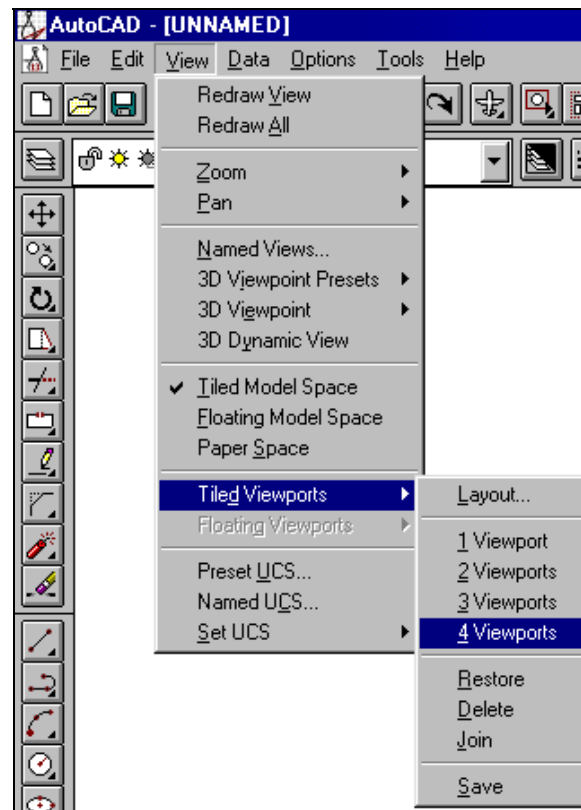 AutoCAD - [UNNAMED]
File Edit View Data Options Tools Help
Redraw View
Redraw All
Zoom
Pan
Named Views...
3D Viewpoint Presets
3D Viewpoint
3D Dynamic View
Tiled Model Space
Floating Model Space
Paper Space
Tiled Viewports
Floating Viewports
Preset UCS...
Named UCS...
Set UCS
Layout...
1 Viewport
2 Viewports
3 Viewports
4 Viewports
Restore
Delete
Join
Save